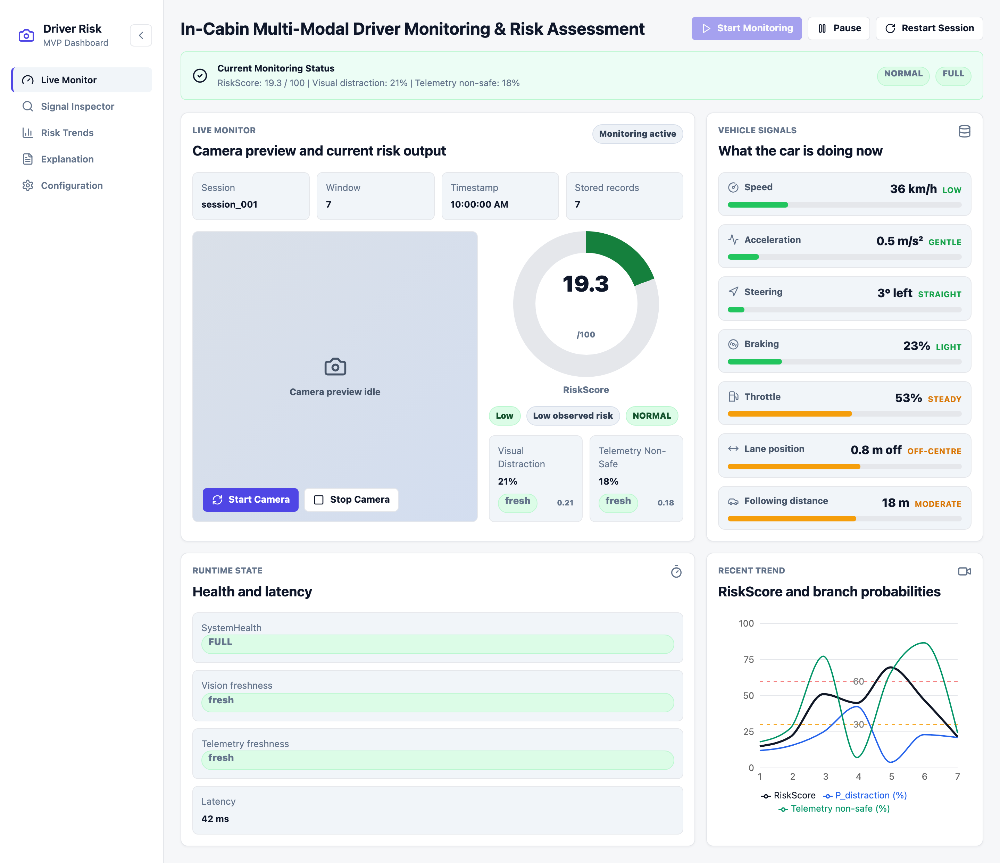 Driver Risk
MVP Dashboard
Live Monitor
Signal Inspector
Risk Trends
Explanation
Configuration
In-Cabin Multi-Modal Driver Monitoring & Risk Assessment
Start Monitoring
Pause
Restart Session
Current Monitoring Status
RiskScore: 19.3 / 100 | Visual distraction: 21% | Telemetry non-safe: 18%
NORMAL
FULL
LIVE MONITOR
Camera preview and current risk output
Monitoring active
Session
session_001
Window
7
Timestamp
10:00:00 AM
Stored records
7
Camera preview idle
Start Camera
Stop Camera
19.3
/100
RiskScore
Low
Low observed risk
NORMAL
Visual
Distraction
21%
fresh
0.21
Telemetry Non-
Safe
18%
fresh
0.18
VEHICLE SIGNALS
What the car is doing now
Speed
36 km/h LOW
Acceleration
0.5 m/s² GENTLE
Steering
3° left STRAIGHT
Braking
23% LIGHT
Throttle
53% STEADY
Lane position
0.8 m off OFF-CENTRE
Following distance
18 m MODERATE
RUNTIME STATE
Health and latency
SystemHealth
FULL
Vision freshness
fresh
Telemetry freshness
fresh
Latency
42 ms
RECENT TREND
RiskScore and branch probabilities
100
75
60
50
30
25
0
1 2 3 4 5 6 7
RiskScore P_distraction (%)
Telemetry non-safe (%)